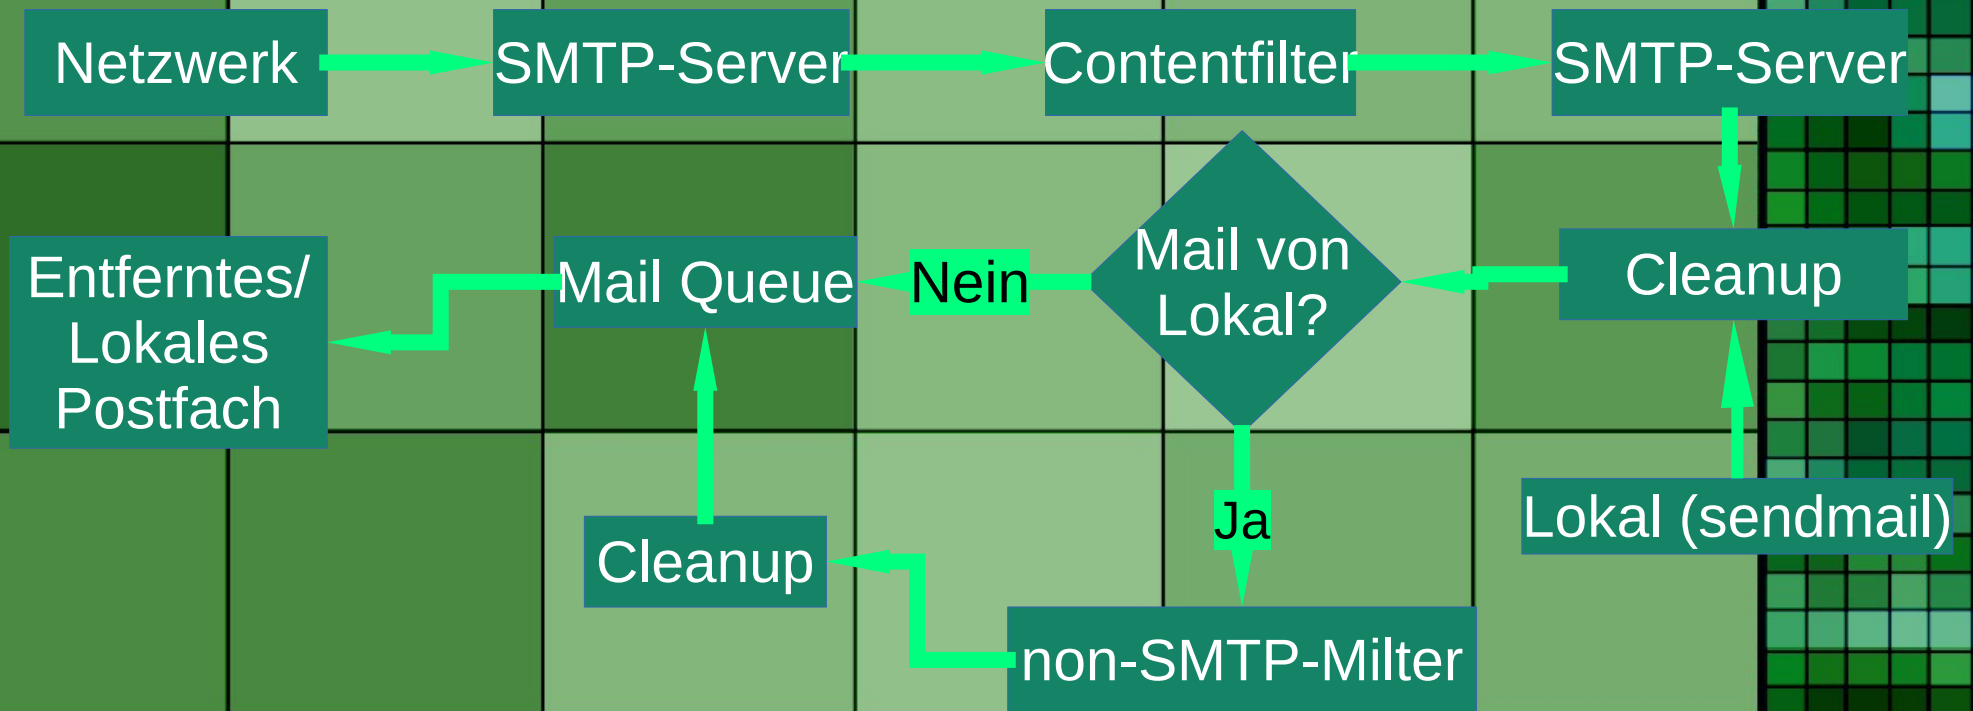 Netzwerk
SMTP-Server
Contentfilter
SMTP-Server
Entferntes/
Lokales
Postfach
Mail Queue
Nein
Mail von
Lokal?
Cleanup
Ja
Lokal (sendmail)
Cleanup
non-SMTP-Milter